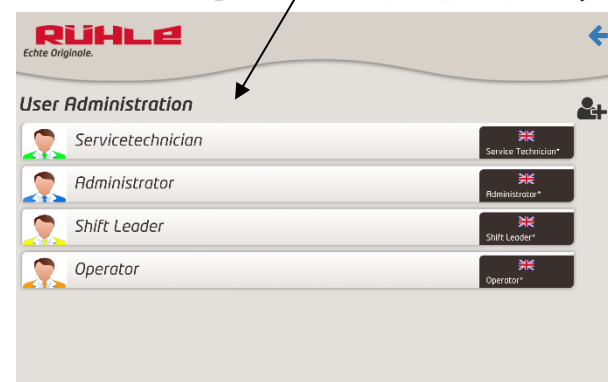 RÜHLE
Echte Originale.
User Administration
Servicetechnician
Service Technician*
Administrator
Administrator*
Shift Leader
Shift Leader*
Operator
Operator*